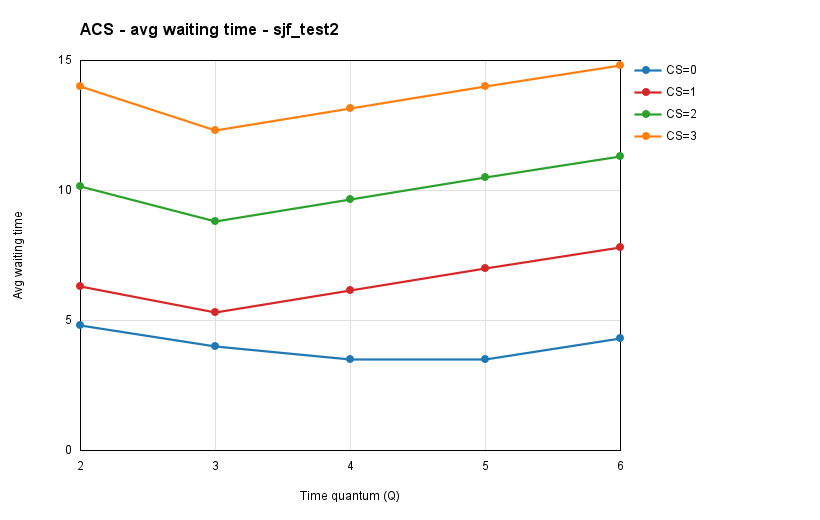 ACS - avg waiting time - sjf_test2
15
10
5
0
2 3 4 5 6
Avg waiting time
Time quantum (Q)
CS=0
CS=1
CS=2
CS=3